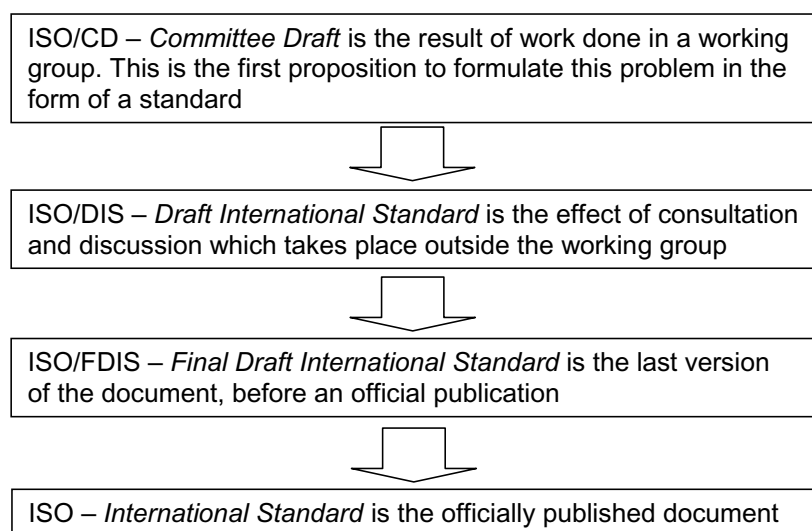 ISO/CD – Committee Draft is the result of work done in a working
group. This is the first proposition to formulate this problem in the
form of a standard
ISO/DIS – Draft International Standard is the effect of consultation
and discussion which takes place outside the working group
ISO/FDIS – Final Draft International Standard is the last version
of the document, before an official publication
ISO – International Standard is the officially published document